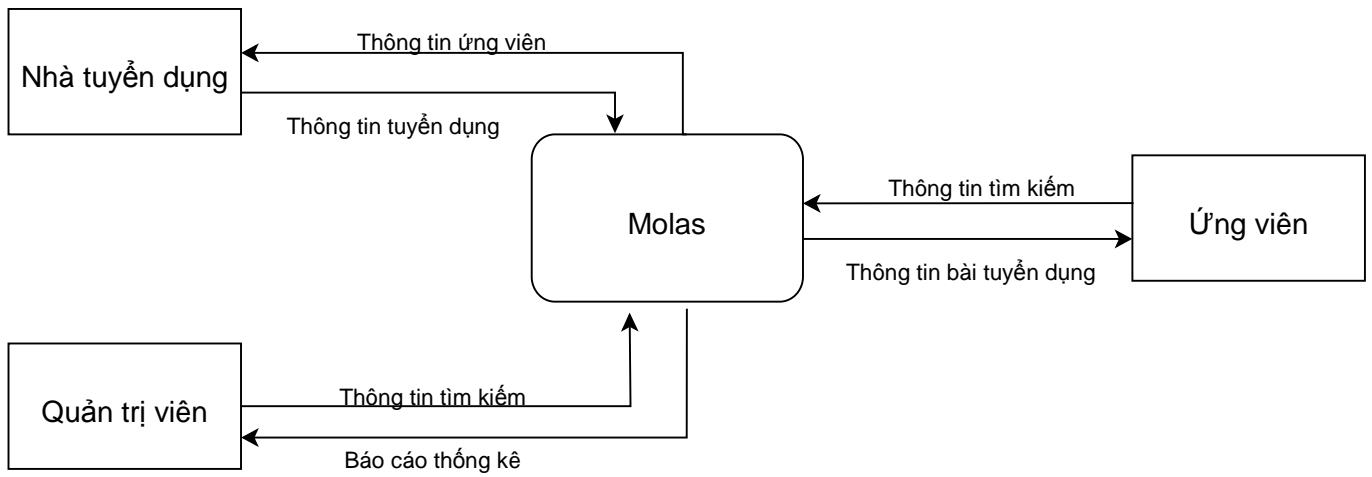 Thông tin ứng viên
Nhà tuyển dụng
Thông tin tuyển dụng
Thông tin tìm kiếm
Molas
Ứng viên
Thông tin bài tuyển dụng
Thông tin tìm kiếm
Quản trị viên
Báo cáo thống kê